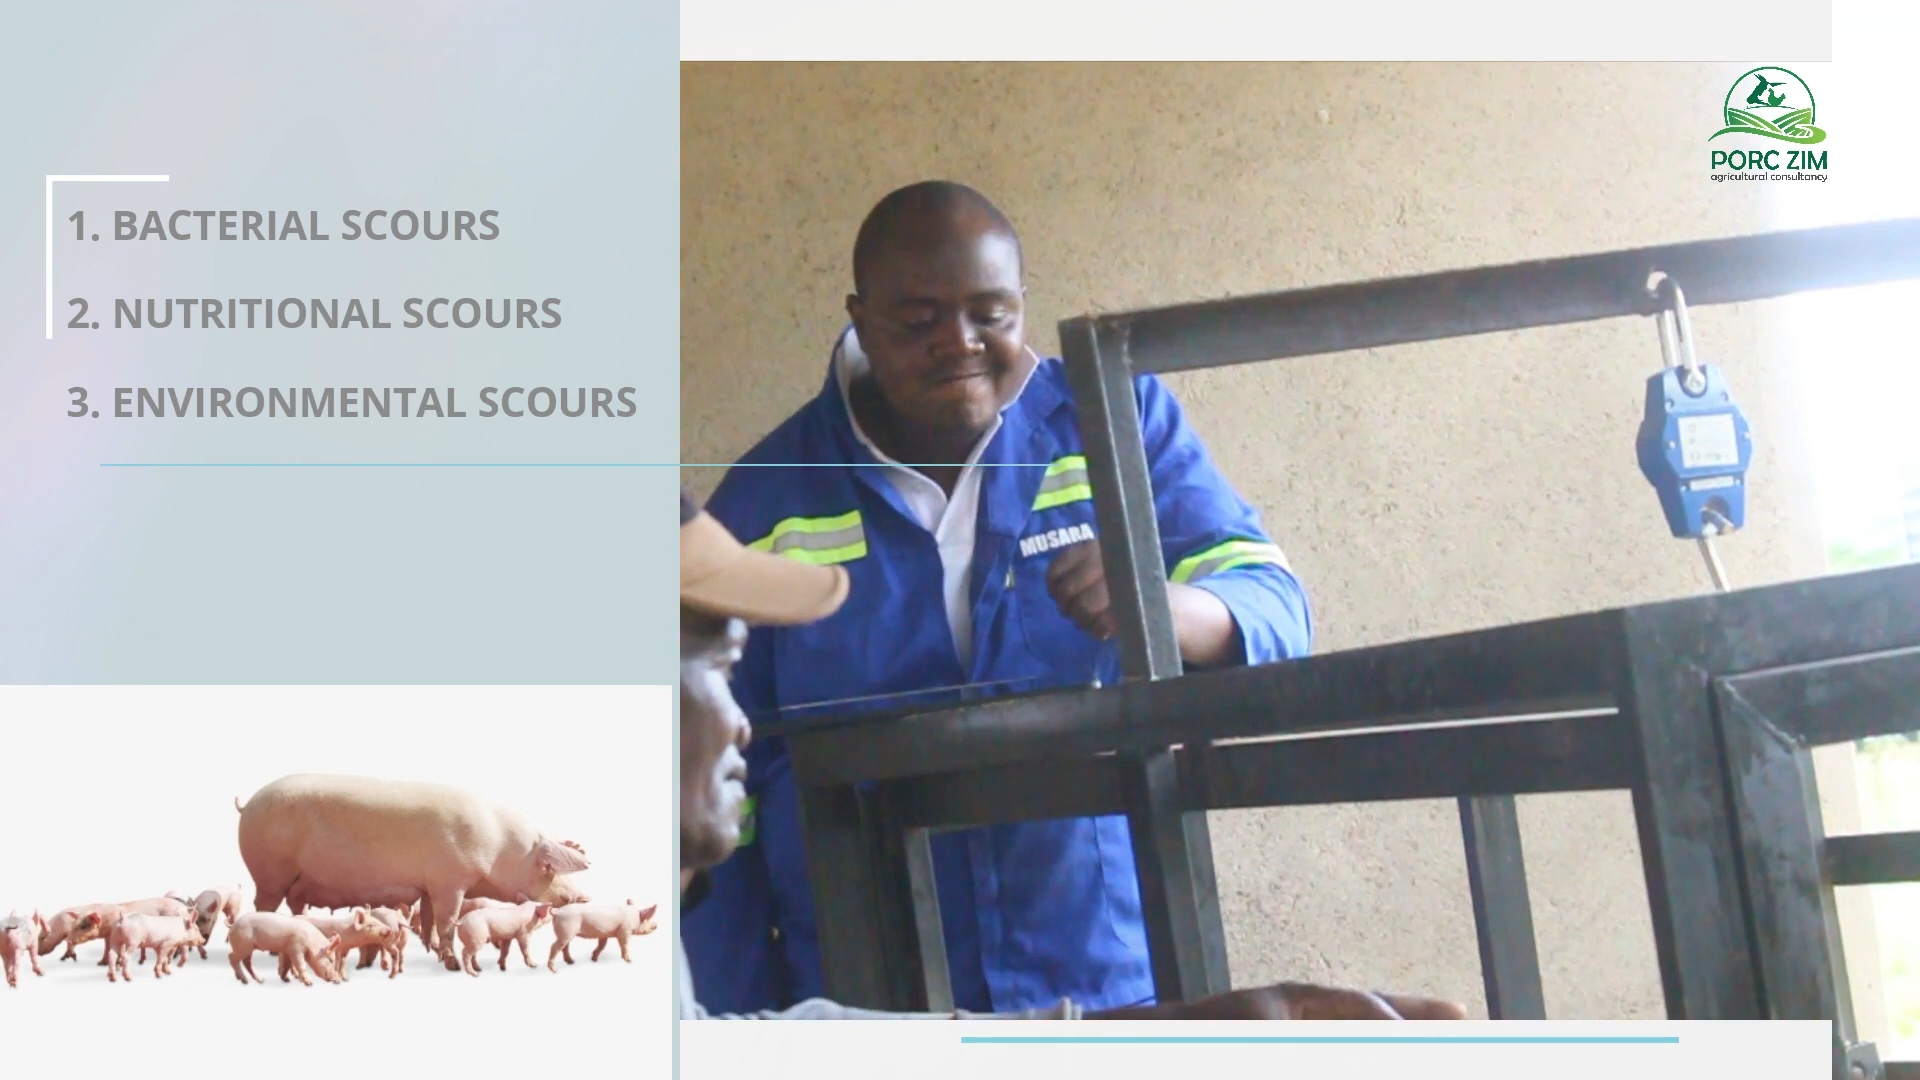 1. BACTERIAL SCOURS
2. NUTRITIONAL SCOURS
3. ENVIRONMENTAL SCOURS
PORC ZIM
agricultural consultancy
MUSARA